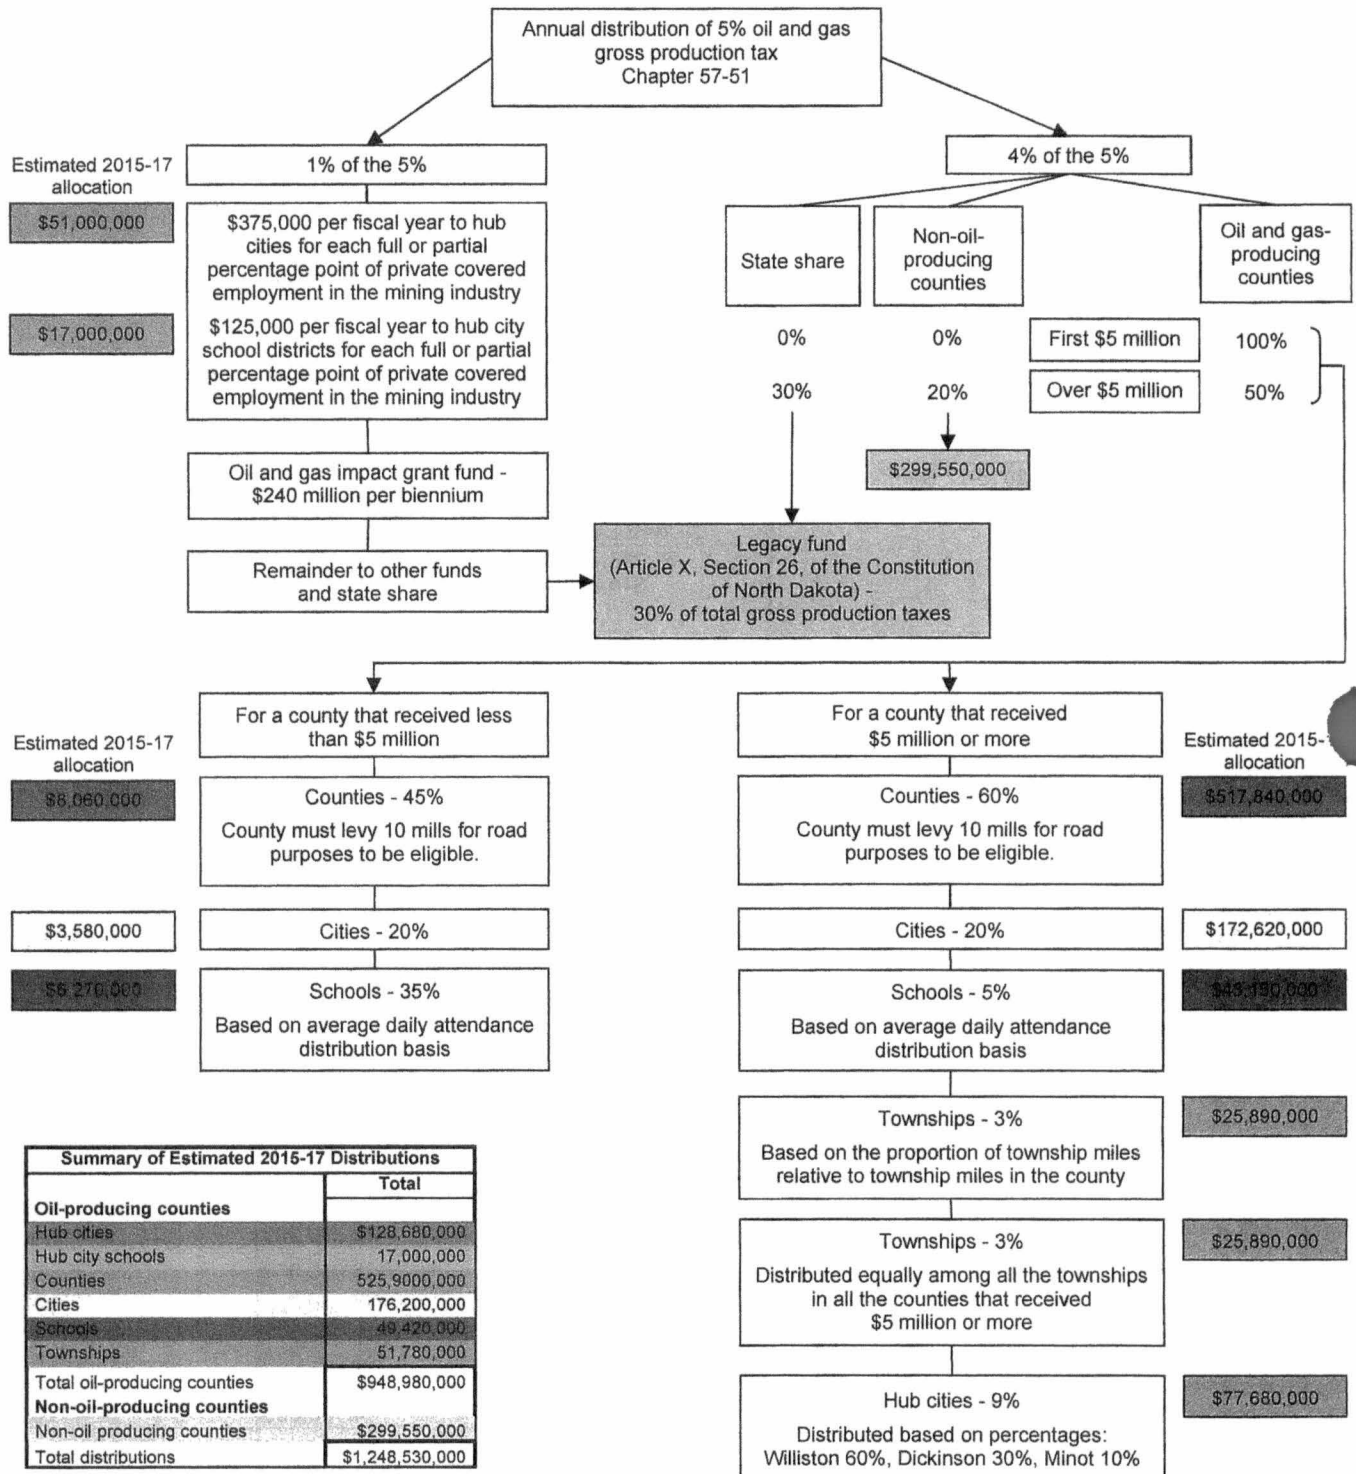 Annual distribution of 5% oil and gas
gross production tax
Chapter 57-51
Estimated 2015-17
allocation
1% of the 5%
4% of the 5%
$51,000,000
$375,000 per fiscal year to hub
cities for each full or partial
percentage point of private covered
employment in the mining industry
$17,000,000
$125,000 per fiscal year to hub city
school districts for each full or partial
percentage point of private covered
employment in the mining industry
State share
Non-oil-
producing
counties
Oil and gas-
producing
counties
0%
0%
First $5 million
100%
30%
20%
Over $5 million
50%
$299,550,000
Oil and gas impact grant fund -
$240 million per biennium
Remainder to other funds
and state share
Legacy fund
(Article X, Section 26, of the Constitution
of North Dakota) -
30% of total gross production taxes
Estimated 2015-17
allocation
For a county that received less
than $5 million
$8,060,000
Counties - 45%
County must levy 10 mills for road
purposes to be eligible.
$3,580,000
Cities - 20%
$6,270,000
Schools - 35%
Based on average daily attendance
distribution basis
For a county that received
$5 million or more
Estimated 2015-
allocation
Counties - 60%
County must levy 10 mills for road
purposes to be eligible.
$517,840,000
Cities - 20%
$172,620,000
Schools - 5%
Based on average daily attendance
distribution basis
Townships - 3%
Based on the proportion of township miles
relative to township miles in the county
$25,890,000
Townships - 3%
Distributed equally among all the townships
in all the counties that received
$5 million or more
$25,890,000
Hub cities - 9%
Distributed based on percentages:
Williston 60%, Dickinson 30%, Minot 10%
$77,680,000
Summary of Estimated 2015-17 Distributions
Total
Oil-producing counties
Hub cities $128,680,000
Hub city schools 17,000,000
Counties 525,9000,000
Cities 176,200,000
Schools 49,420,000
Townships 51,780,000
Total oil-producing counties $948,980,000
Non-oil-producing counties
Non-oil producing counties $299,550,000
Total distributions $1,248,530,000